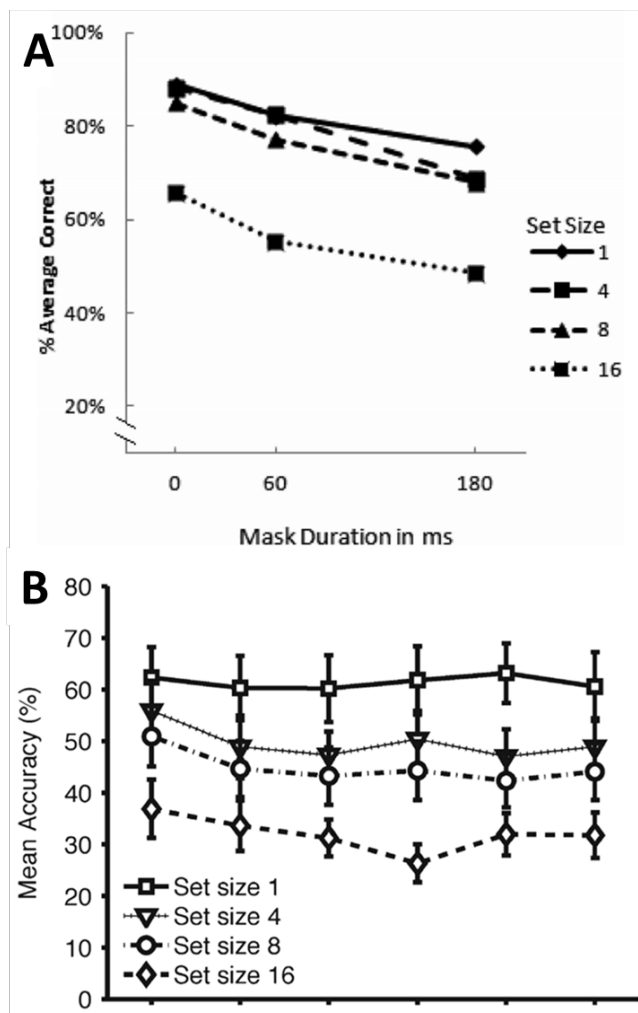 A
100%
80%
60%
40%
20%
% Average Correct
0 60 180
Mask Duration in ms
Set Size
1
4
8
16
B
80
70
60
50
40
30
20
10
0
Mean Accuracy (%)
Set size 1
Set size 4
Set size 8
Set size 16